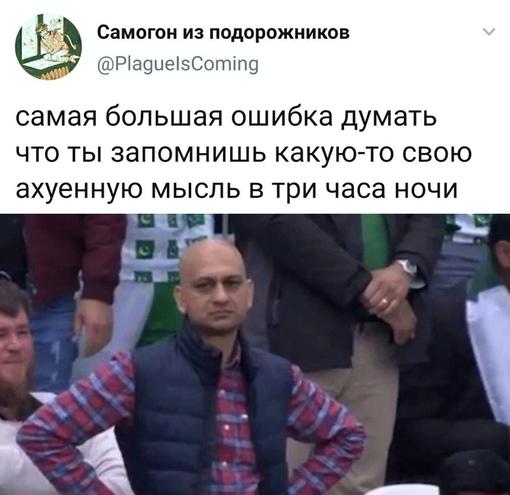 Самогон из подорожников
@PlagueIsComing
самая большая ошибка думать
что ты запомнишь какую-то свою
ахуенную мысль в три часа ночи